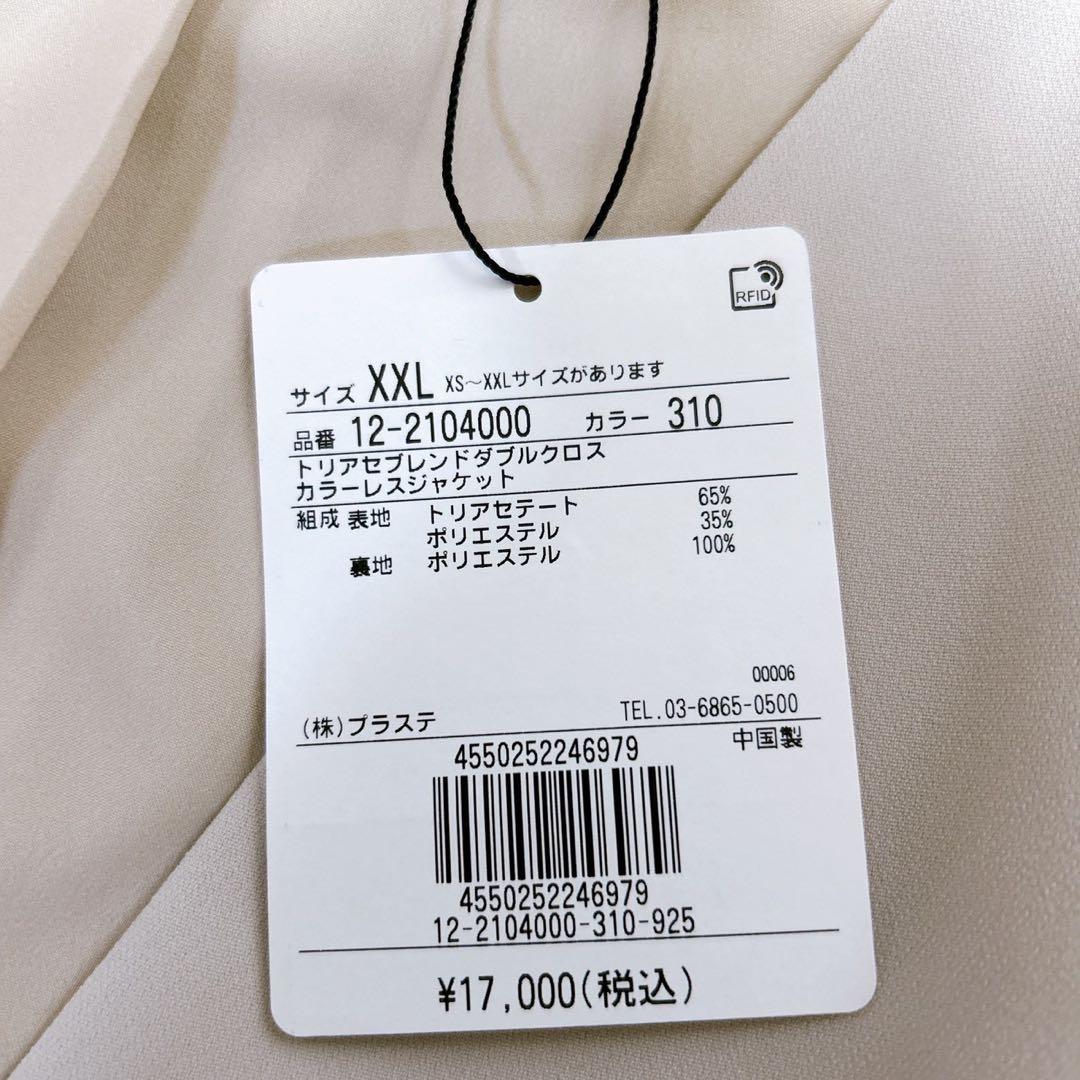 RFID
サイズ XXL XS～XXLサイズがあります
品番 12-2104000 カラー 310
トリアセブレンドダブルクロス
カラーレスジャケット
組成 表地 トリアセテート 65%
ポリエステル 35%
裏地 ポリエステル 100%
00006
(株)プラステ TEL.03-6865-0500
4550252246979 中国製
4550252246979
12-2104000-310-925
¥17,000(税込)